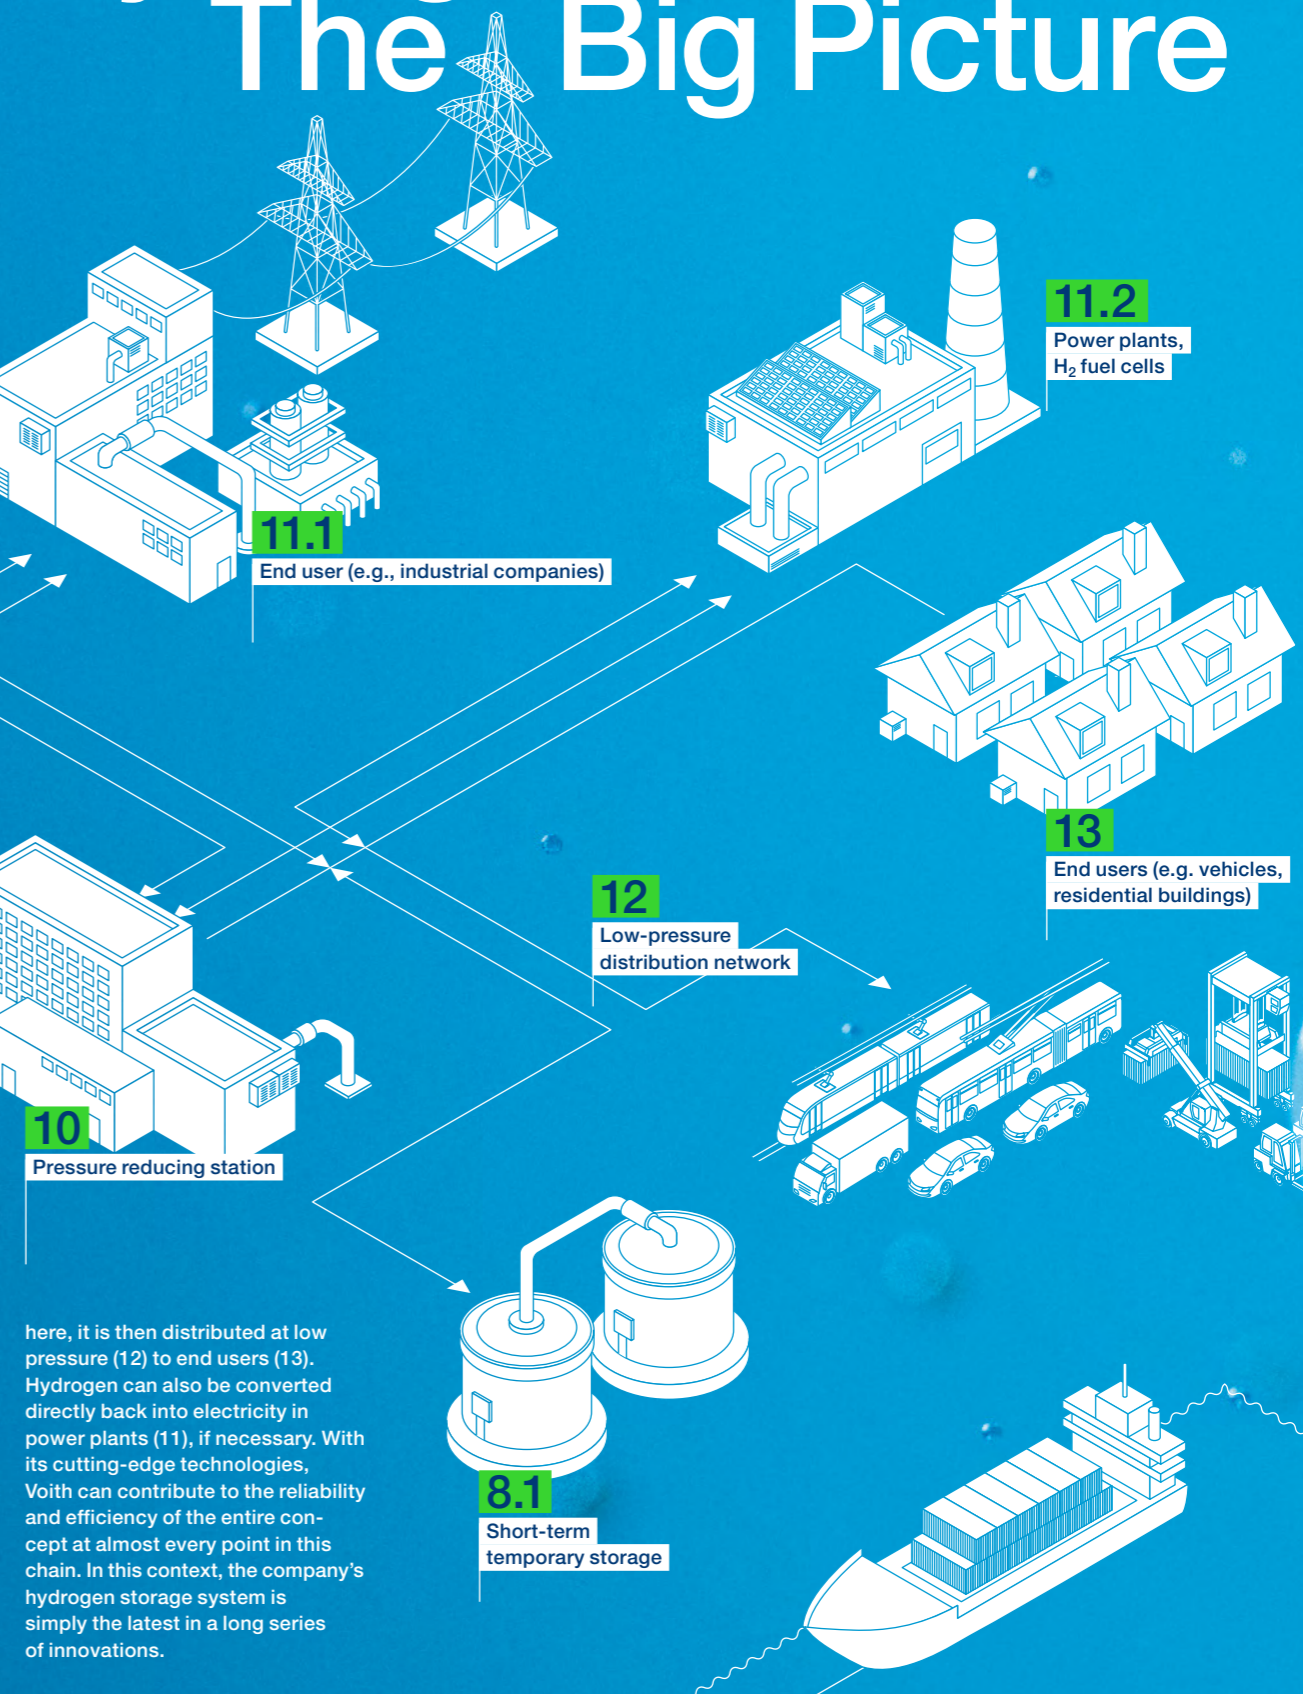 The Big Picture
11.2
Power plants,
H₂ fuel cells
11.1
End user (e.g., industrial companies)
13
End users (e.g. vehicles,
residential buildings)
12
Low-pressure
distribution network
10
Pressure reducing station
here, it is then distributed at low
pressure (12) to end users (13).
Hydrogen can also be converted
directly back into electricity in
power plants (11), if necessary. With
its cutting-edge technologies,
Voith can contribute to the reliability
and efficiency of the entire con-
cept at almost every point in this
chain. In this context, the company’s
hydrogen storage system is
simply the latest in a long series
of innovations.
8.1
Short-term
temporary storage